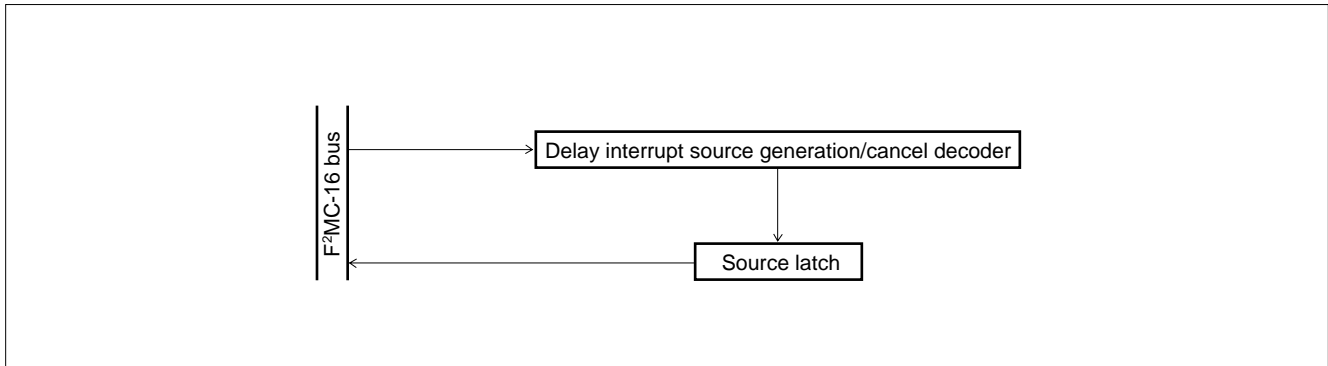 F²MC-16 bus
Delay interrupt source generation/cancel decoder
Source latch